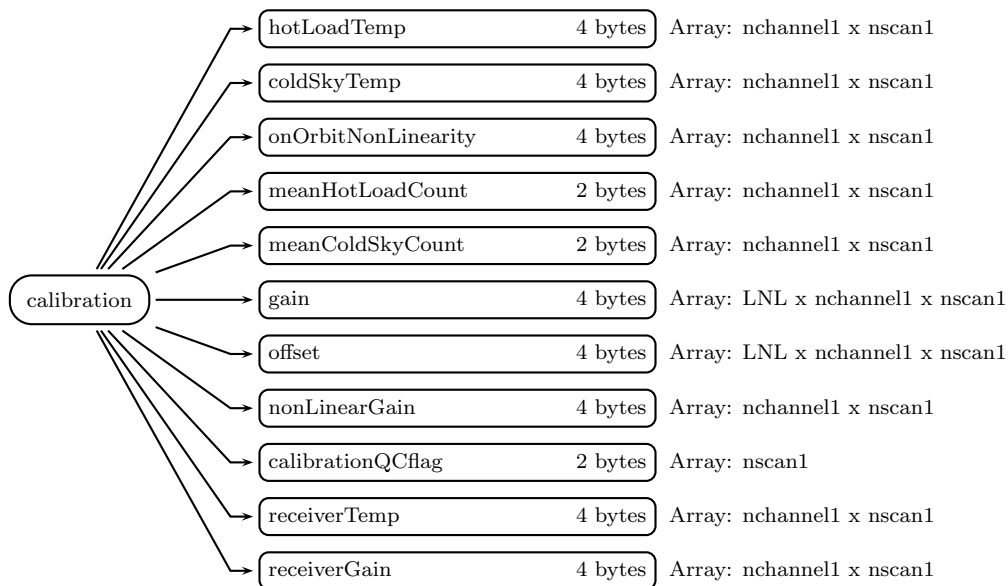 hotLoadTemp 4 bytes Array: nchannel1 x nscan1
coldSkyTemp 4 bytes Array: nchannel1 x nscan1
onOrbitNonLinearity 4 bytes Array: nchannel1 x nscan1
meanHotLoadCount 2 bytes Array: nchannel1 x nscan1
meanColdSkyCount 2 bytes Array: nchannel1 x nscan1
calibration gain 4 bytes Array: LNL x nchannel1 x nscan1
offset 4 bytes Array: LNL x nchannel1 x nscan1
nonLinearGain 4 bytes Array: nchannel1 x nscan1
calibrationQCflag 2 bytes Array: nscan1
receiverTemp 4 bytes Array: nchannel1 x nscan1
receiverGain 4 bytes Array: nchannel1 x nscan1